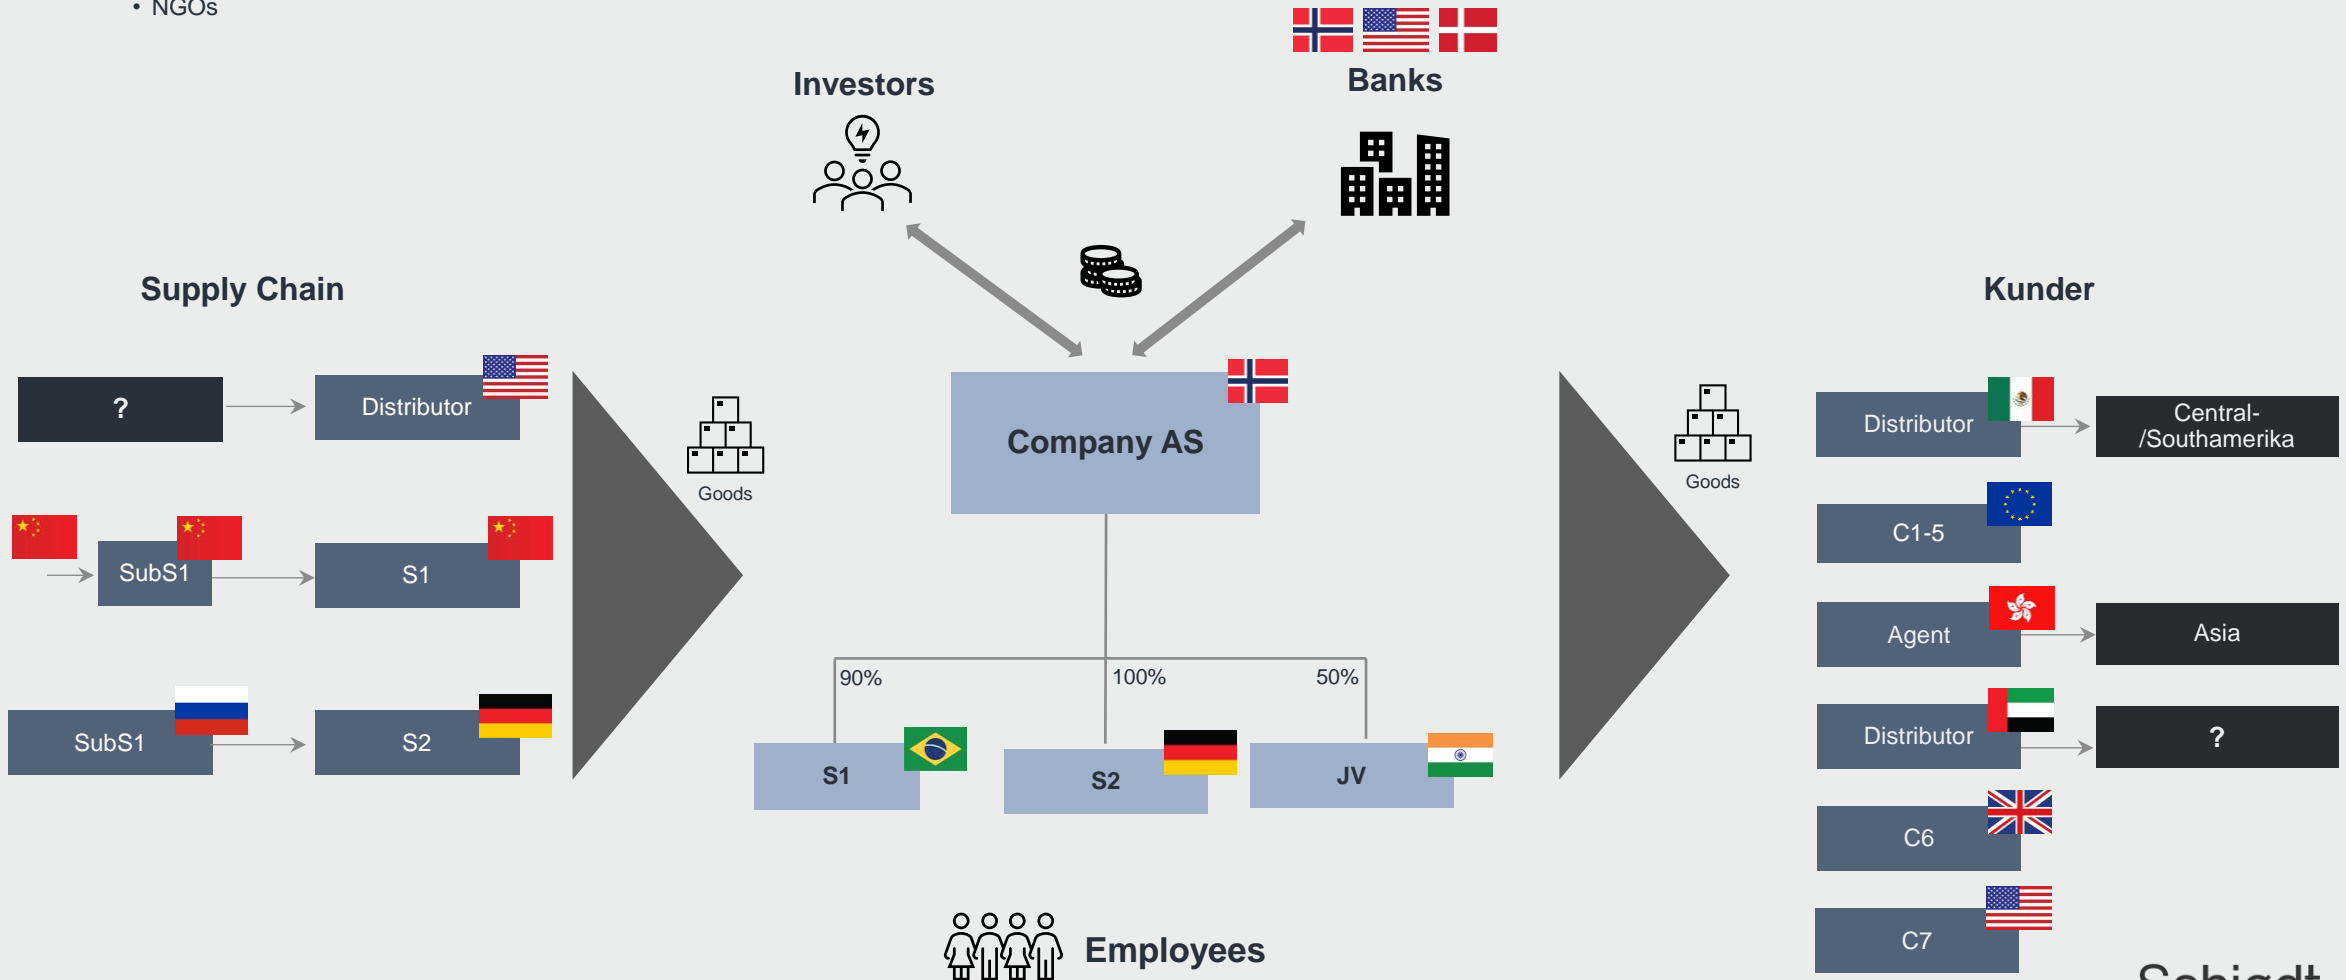 • NGOs
Investors
Banks
Supply Chain
Kunder
?
Distributor
Goods
Company AS
Goods
Distributor
Central-
/Southamerika
C1-5
SubS1
S1
Agent
Asia
90%
100%
50%
SubS1
S2
S1
S2
JV
Distributor
?
C6
Employees
C7